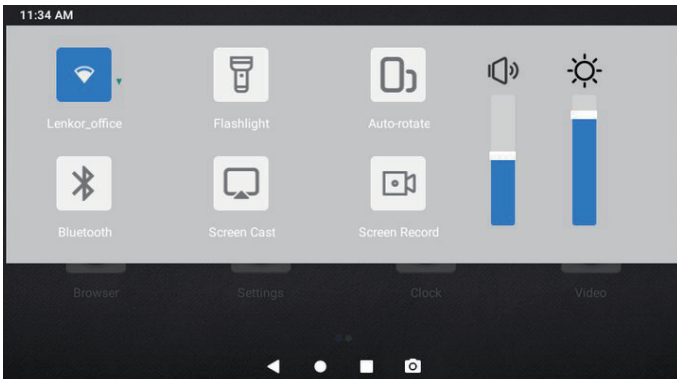 11:34 AM
Lenkor_office
Flashlight
Auto-rotate
Bluetooth
Screen Cast
Screen Record
Browser
Settings
Clock
Video